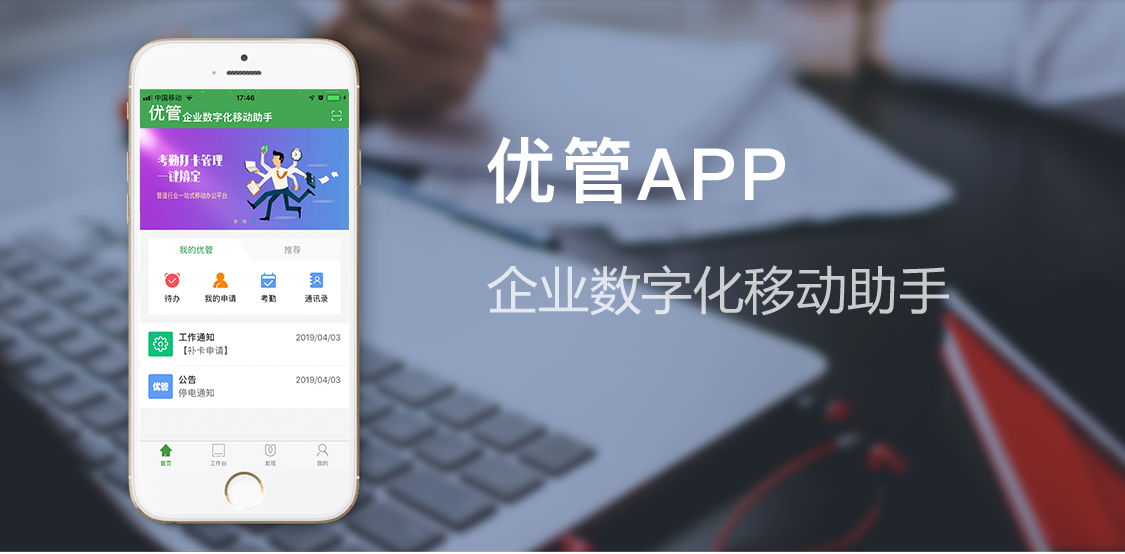 中国移动
17:46
优管企业数字化移动助手
考勤打卡管理
一键搞定
管道行业一站式移动办公平台
我的优管
推荐
待办
我的申请
考勤
通讯录
工作通知
2019/04/03
【补卡申请】
优管
公告
2019/04/03
停电通知
首页
工作台
发现
我的
优管APP
企业数字化移动助手